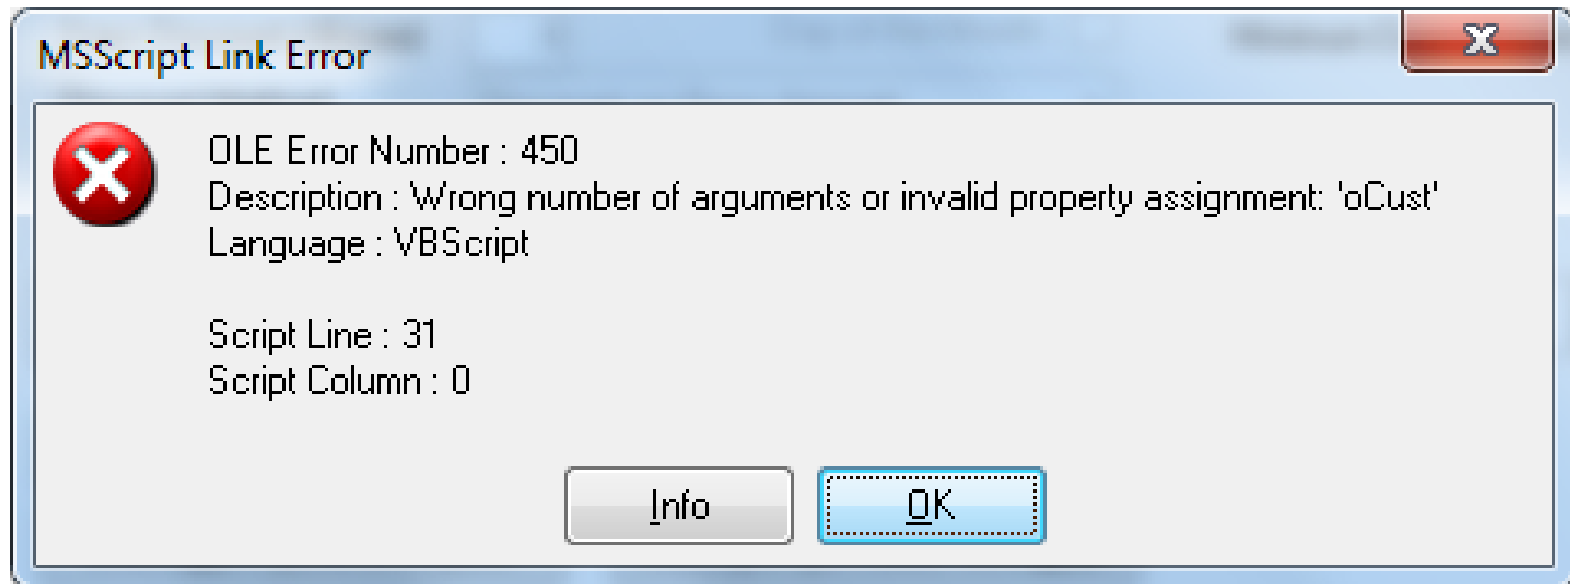 MSScript Link Error
OLE Error Number : 450
Description : Wrong number of arguments or invalid property assignment: 'oCust'
Language : VBScript
Script Line : 31
Script Column : 0
Info
OK